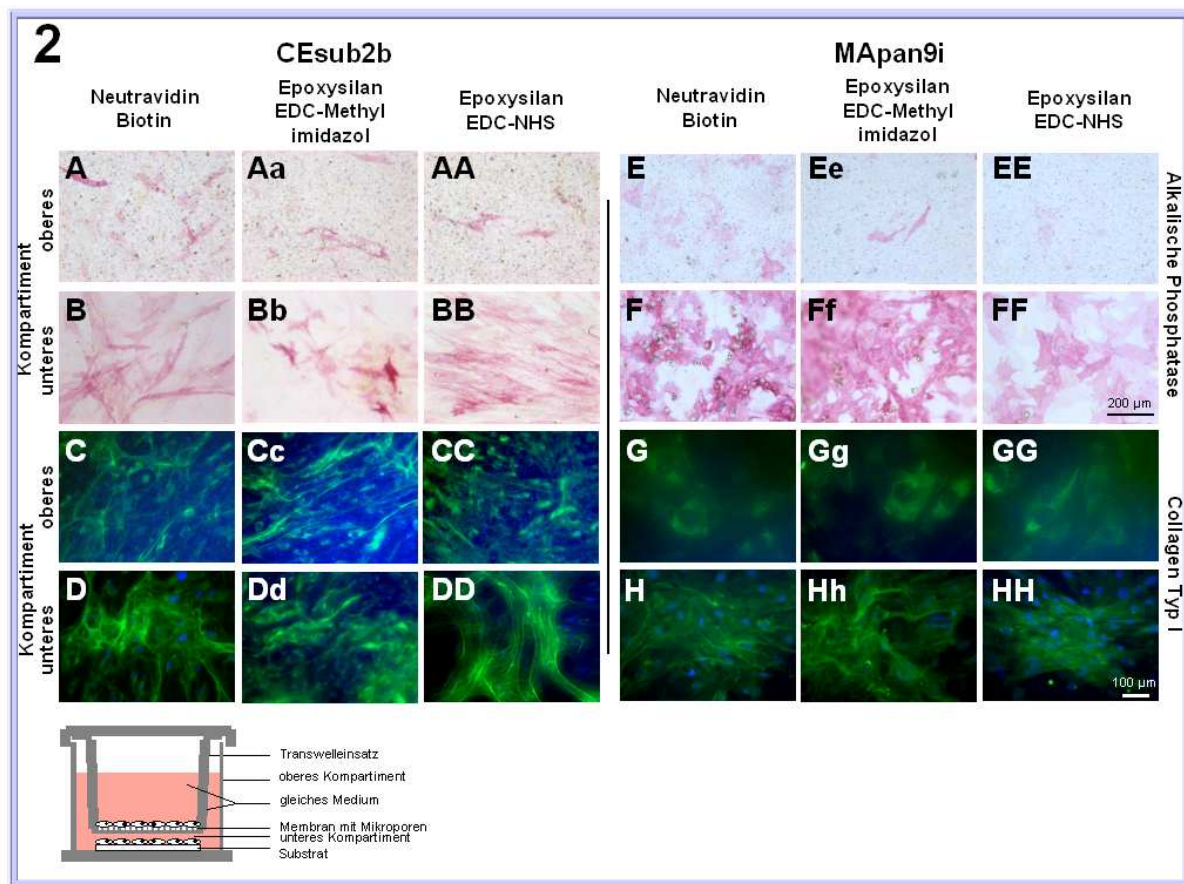 2
CEsub2b
MApan9i
Neutravidin
Biotin
Epoxysilan
EDC-Methyl
imidazol
Epoxysilan
EDC-NHS
Neutravidin
Biotin
Epoxysilan
EDC-Methyl
imidazol
Epoxysilan
EDC-NHS
Kompartiment
oberes
unteres
A
Aa
AA
E
Ee
EE
B
Bb
BB
F
Ff
FF
200 µm
Alkalische Phosphatase
Kompartiment
oberes
unteres
C
Cc
CC
G
Gg
GG
D
Dd
DD
H
Hh
HH
100 µm
Collagen Typ I
Transwelleinsatz
oberes Kompartiment
gleiches Medium
Membran mit Mikroporen
unteres Kompartiment
Substrat